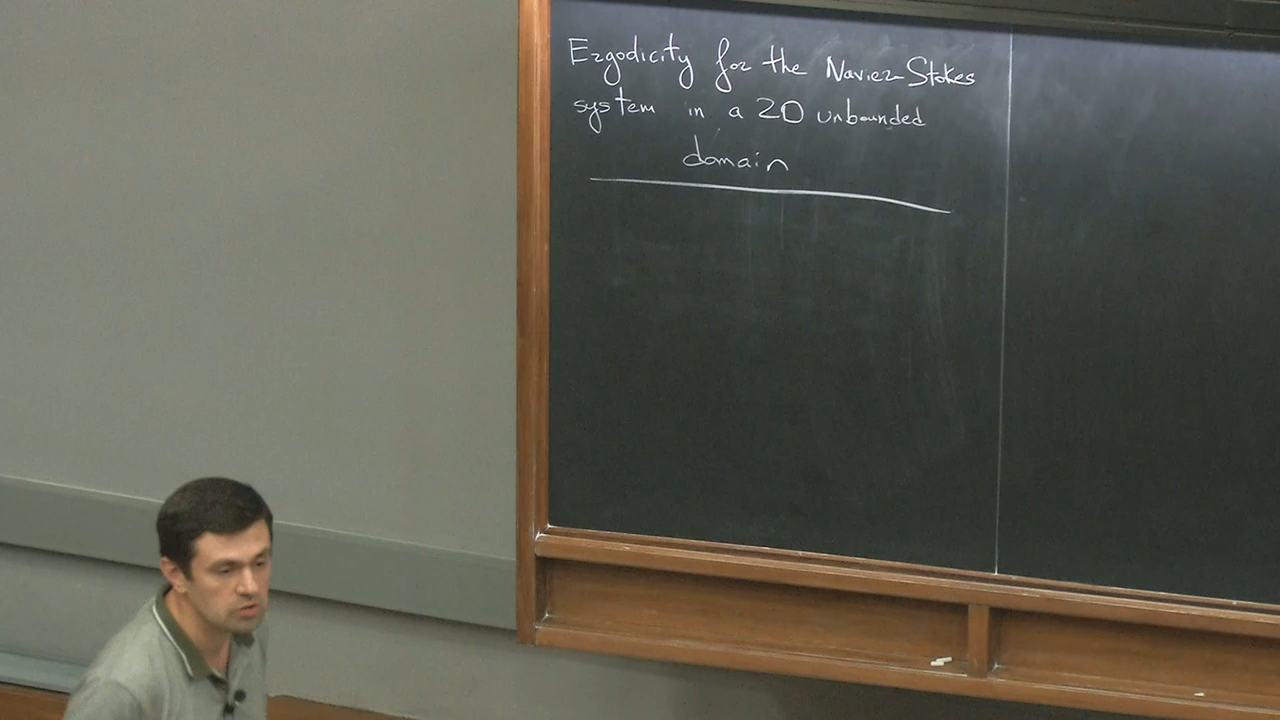 Ergodicity for the Navier-Stokes
system in a 2D unbounded
domain